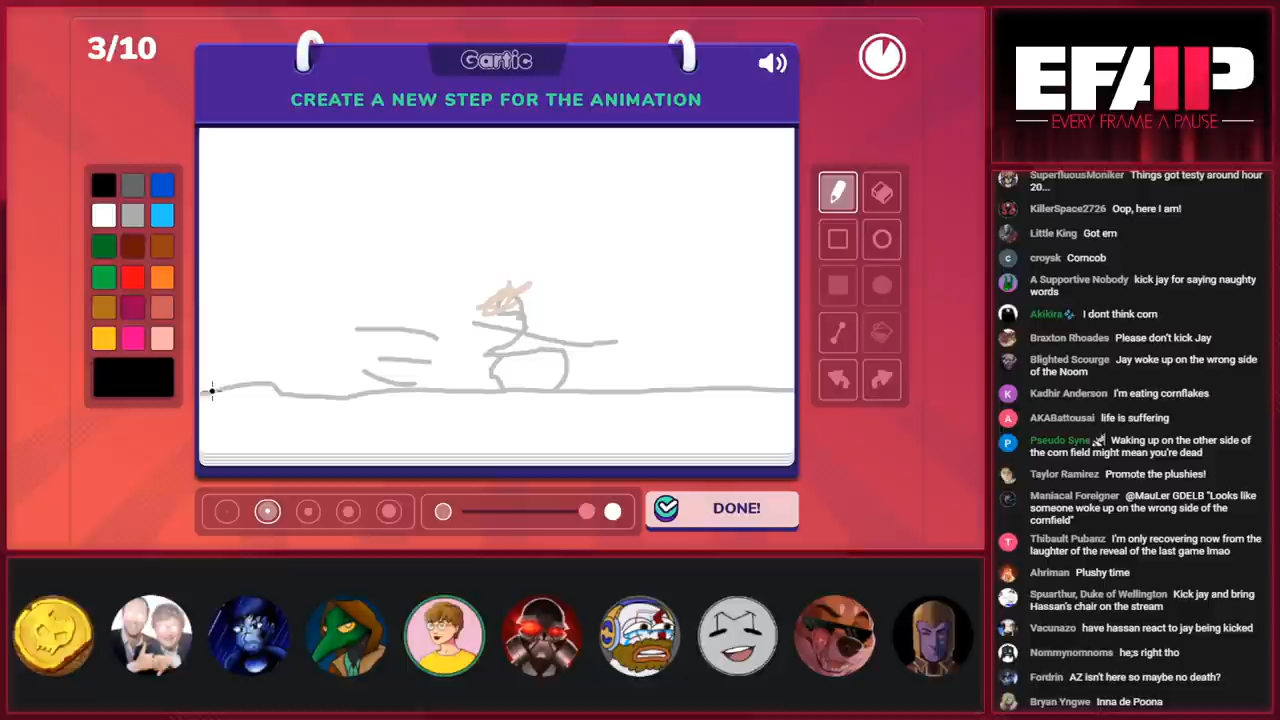 3/10
Gartic
CREATE A NEW STEP FOR THE ANIMATION
DONE!
EFAP
EVERY FRAME A PAUSE
SuperfluousMoniker Things got testy around hour
20...
KillerSpace2726 Oop, here I am!
Little King Got em
croysk Corncob
A Supportive Nobody kick jay for saying naughty
words
Akikira I dont think corn
Braxton Rhoades Please don't kick Jay
Blighted Scourge Jay woke up on the wrong side
of the Noom
Kadhir Anderson I'm eating cornflakes
AKABattousai life is suffering
Pseudo Syne Waking up on the other side of
the corn field might mean you're dead
Taylor Ramirez Promote the plushies!
Maniacal Foreigner @MauLer GDELB "Looks like
someone woke up on the wrong side of the
cornfield"
Thibault Pubanz I'm only recovering now from the
laughter of the reveal of the last game lmao
Ahriman Plushy time
Spuarthur, Duke of Wellington Kick jay and bring
Hassan's chair on the stream
Vacunazo have hassan react to jay being kicked
Nommynomnoms he;s right tho
Fordrin AZ isn't here so maybe no death?
Bryan Yngwe Inna de Poona